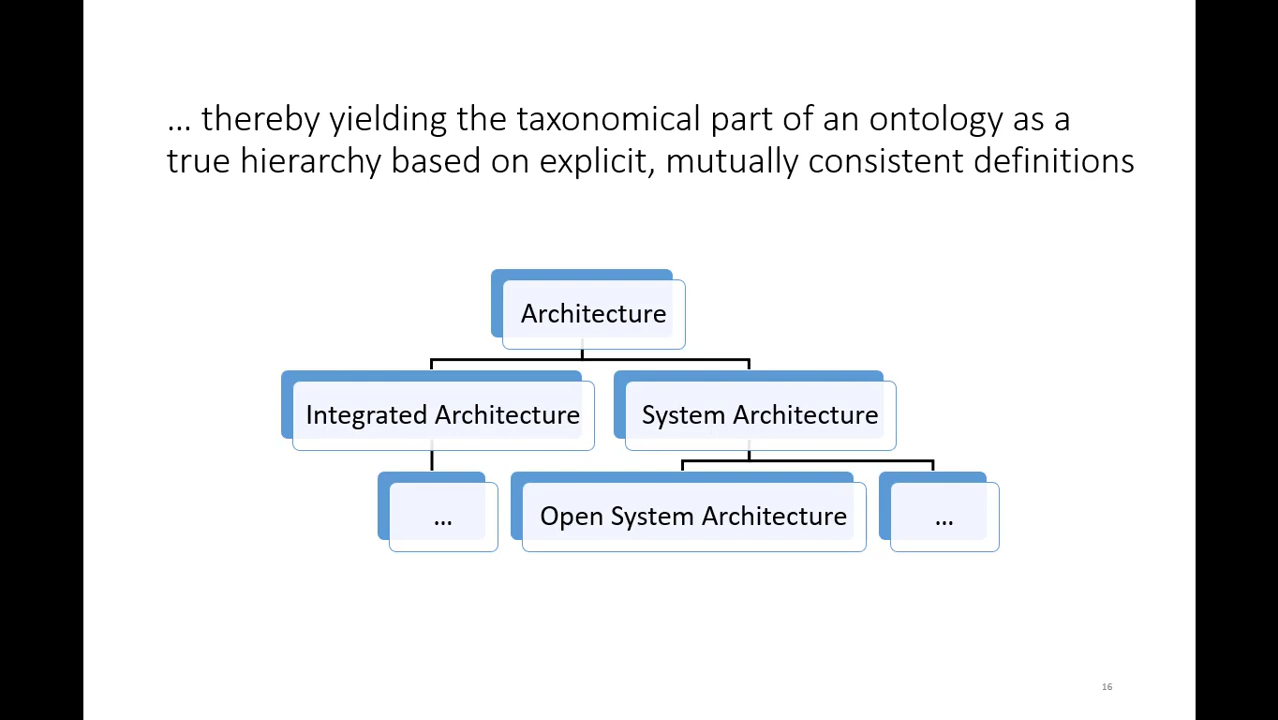 ... thereby yielding the taxonomical part of an ontology as a
true hierarchy based on explicit, mutually consistent definitions
Architecture
Integrated Architecture
System Architecture
...
Open System Architecture
...
16